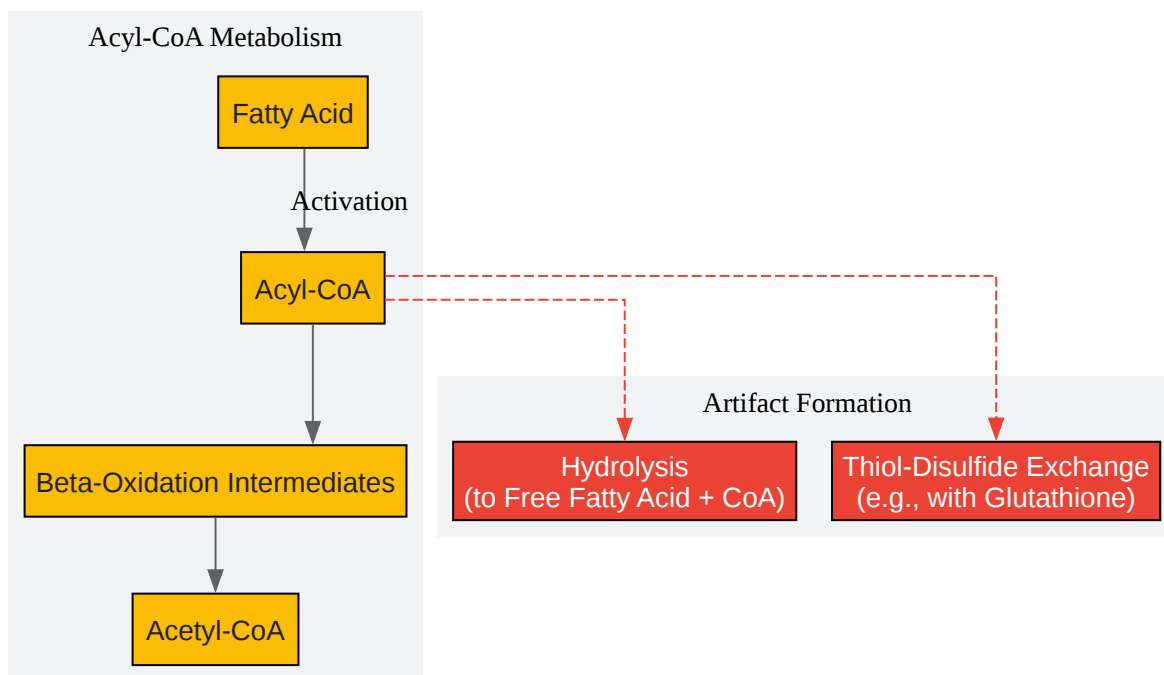 Acyl-CoA Metabolism
Fatty Acid
Activation
Acyl-CoA
Beta-Oxidation Intermediates
Acetyl-CoA
Artifact Formation
Hydrolysis
(to Free Fatty Acid + CoA)
Thiol-Disulfide Exchange
(e.g., with Glutathione)